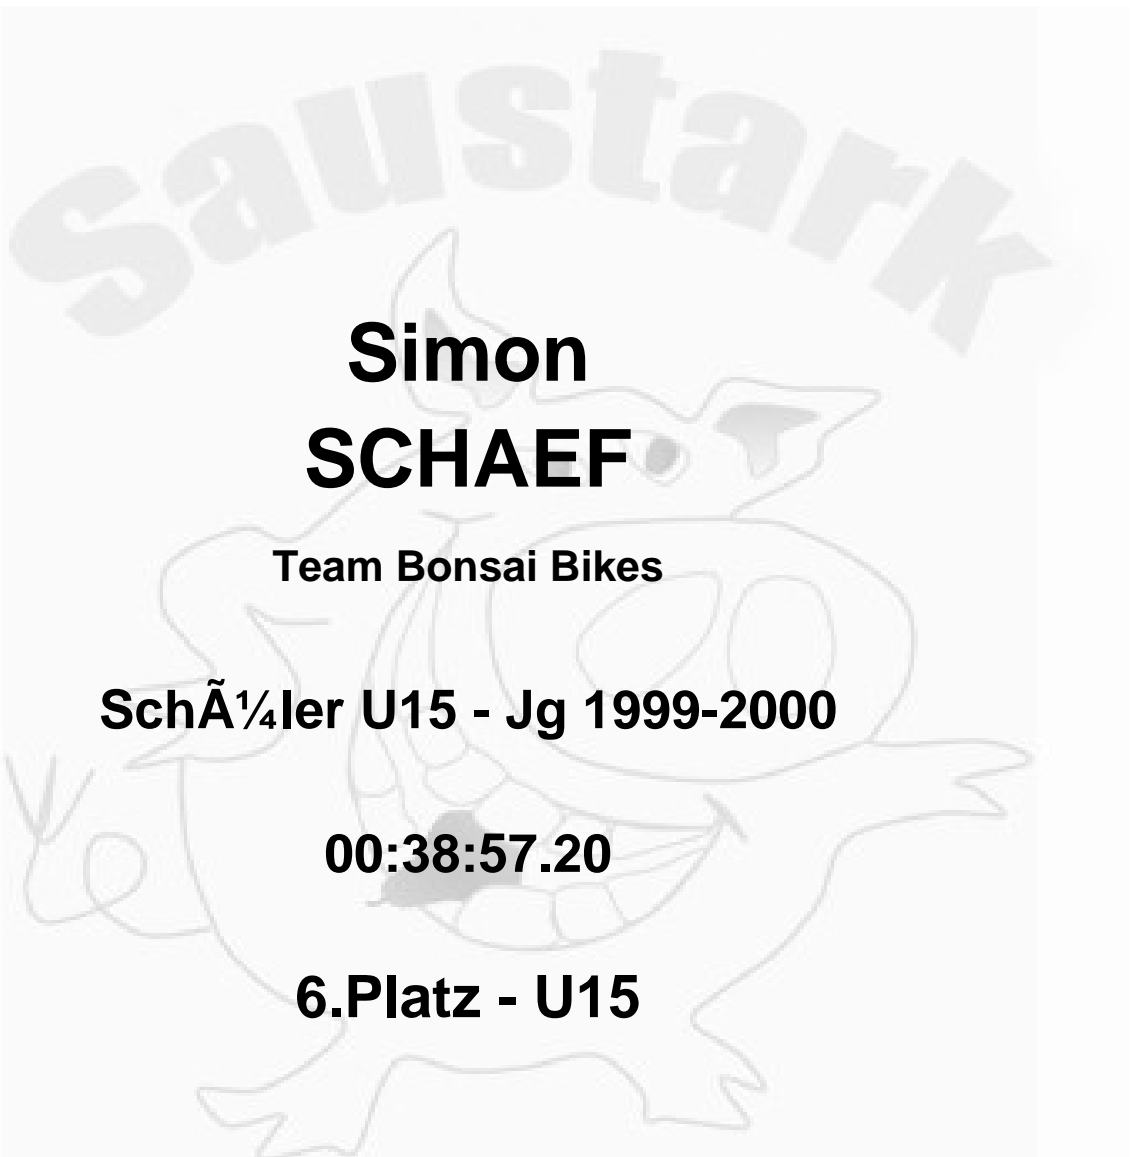 Saustark
Simon
SCHAEF
Team Bonsai Bikes
SchÃ¼ler U15 - Jg 1999-2000
00:38:57.20
6.Platz - U15